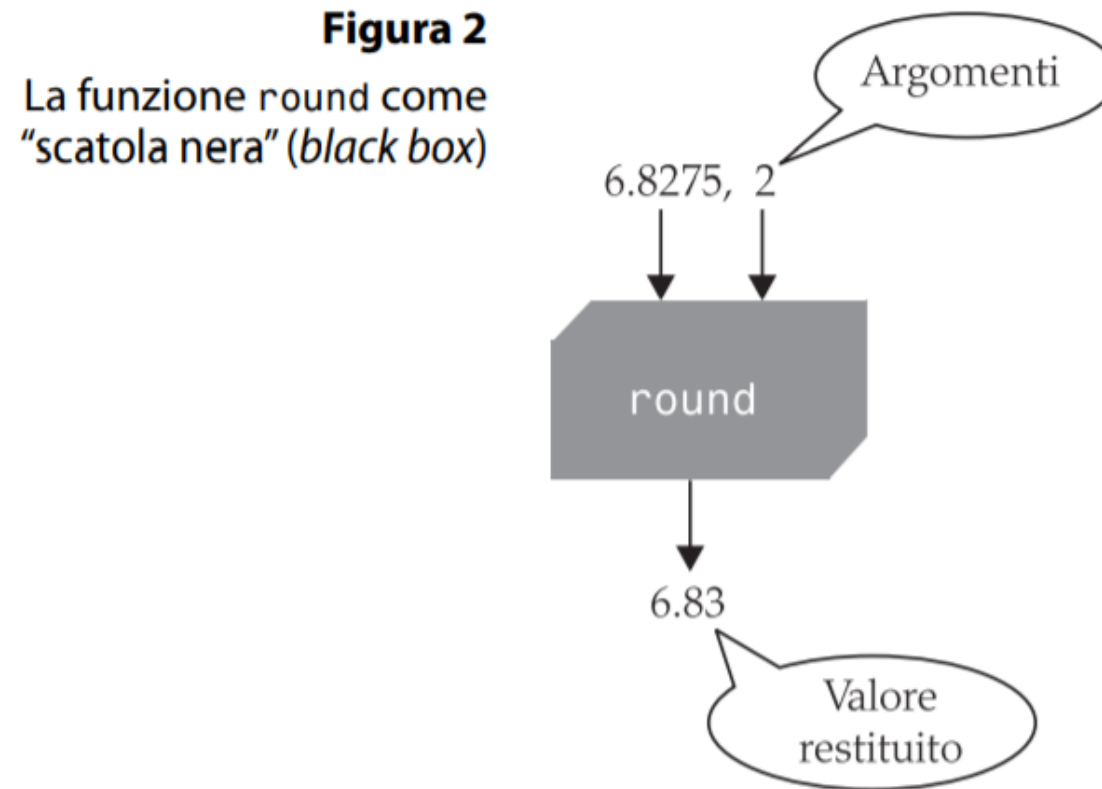 Figura 2
La funzione round come
“scatola nera” (black box)
Argomenti
6.8275, 2
round
6.83
Valore
restituito